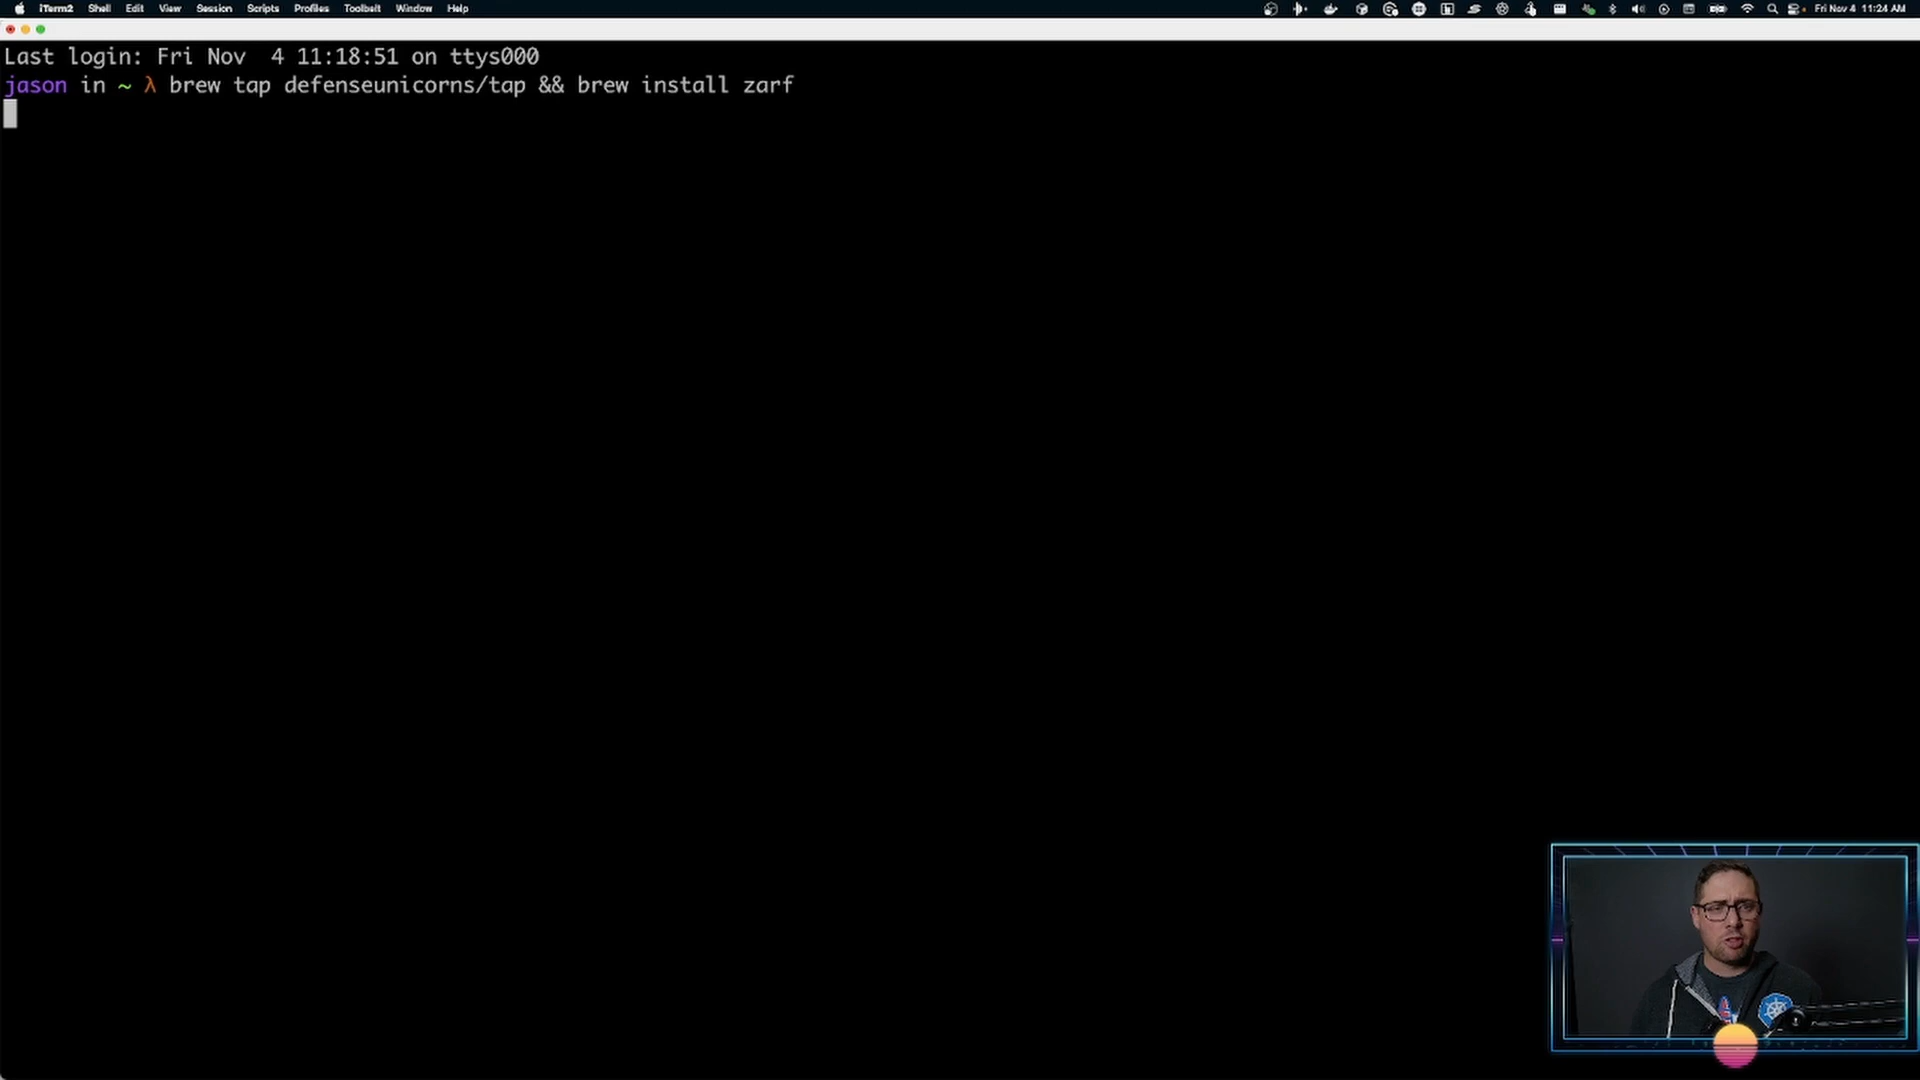 iTerm2 Shell Edit View Session Scripts Profiles Toolbelt Window Help Fri Nov 4 11:24 AM
Last login: Fri Nov  4 11:18:51 on ttys000
jason in ~ λ brew tap defenseunicorns/tap && brew install zarf